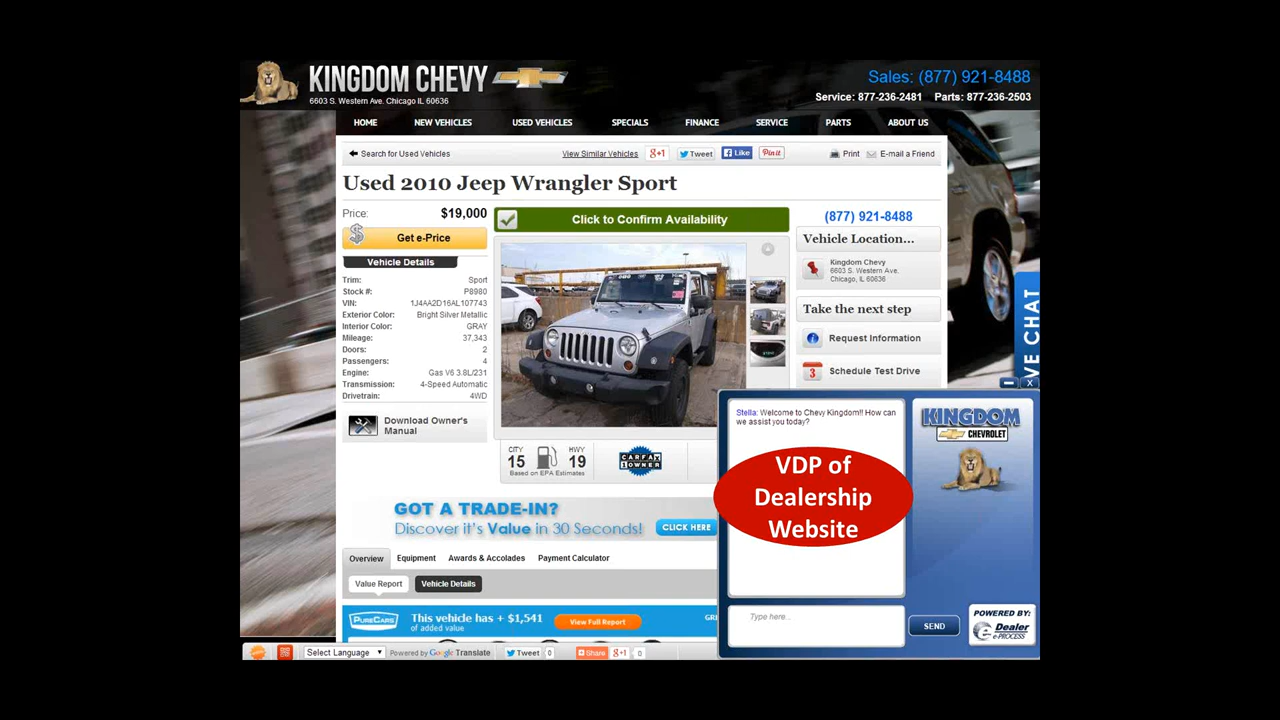 KINGDOM CHEVY
6603 S. Western Ave. Chicago IL 60636
Sales: (877) 921-8488
Service: 877-236-2481 Parts: 877-236-2503
HOME NEW VEHICLES USED VEHICLES SPECIALS FINANCE SERVICE PARTS ABOUT US
Search for Used Vehicles View Similar Vehicles g+1 Tweet Like Pin it Print E-mail a Friend
Used 2010 Jeep Wrangler Sport
Price: $19,000
Get e-Price
Vehicle Details
Trim: Sport
Stock #: P8980
VIN: 1J4AA2D16AL107743
Exterior Color: Bright Silver Metallic
Interior Color: GRAY
Mileage: 37,343
Doors: 2
Passengers: 4
Engine: Gas V6 3.8L/231
Transmission: 4-Speed Automatic
Drivetrain: 4WD
Download Owner's
Manual
Click to Confirm Availability
CITY HWY
15 19
Based on EPA Estimates
CARFAX
1 OWNER
(877) 921-8488
Vehicle Location...
Kingdom Chevy
6603 S. Western Ave.
Chicago, IL 60636
Take the next step
Request Information
3 Schedule Test Drive
VE CHAT
GOT A TRADE-IN?
Discover it's Value in 30 Seconds!
CLICK HERE
Overview Equipment Awards & Accolades Payment Calculator
Value Report Vehicle Details
PURECARS
This vehicle has + $1,541
of added value
View Full Report
GR
Select Language Powered by Google Translate Tweet 0 Share g+1 0
X
Stella: Welcome to Chevy Kingdom!! How can
we assist you today?
VDP of
Dealership
Website
KINGDOM
CHEVROLET
Type here...
SEND
POWERED BY:
e Dealer
e-PROCESS